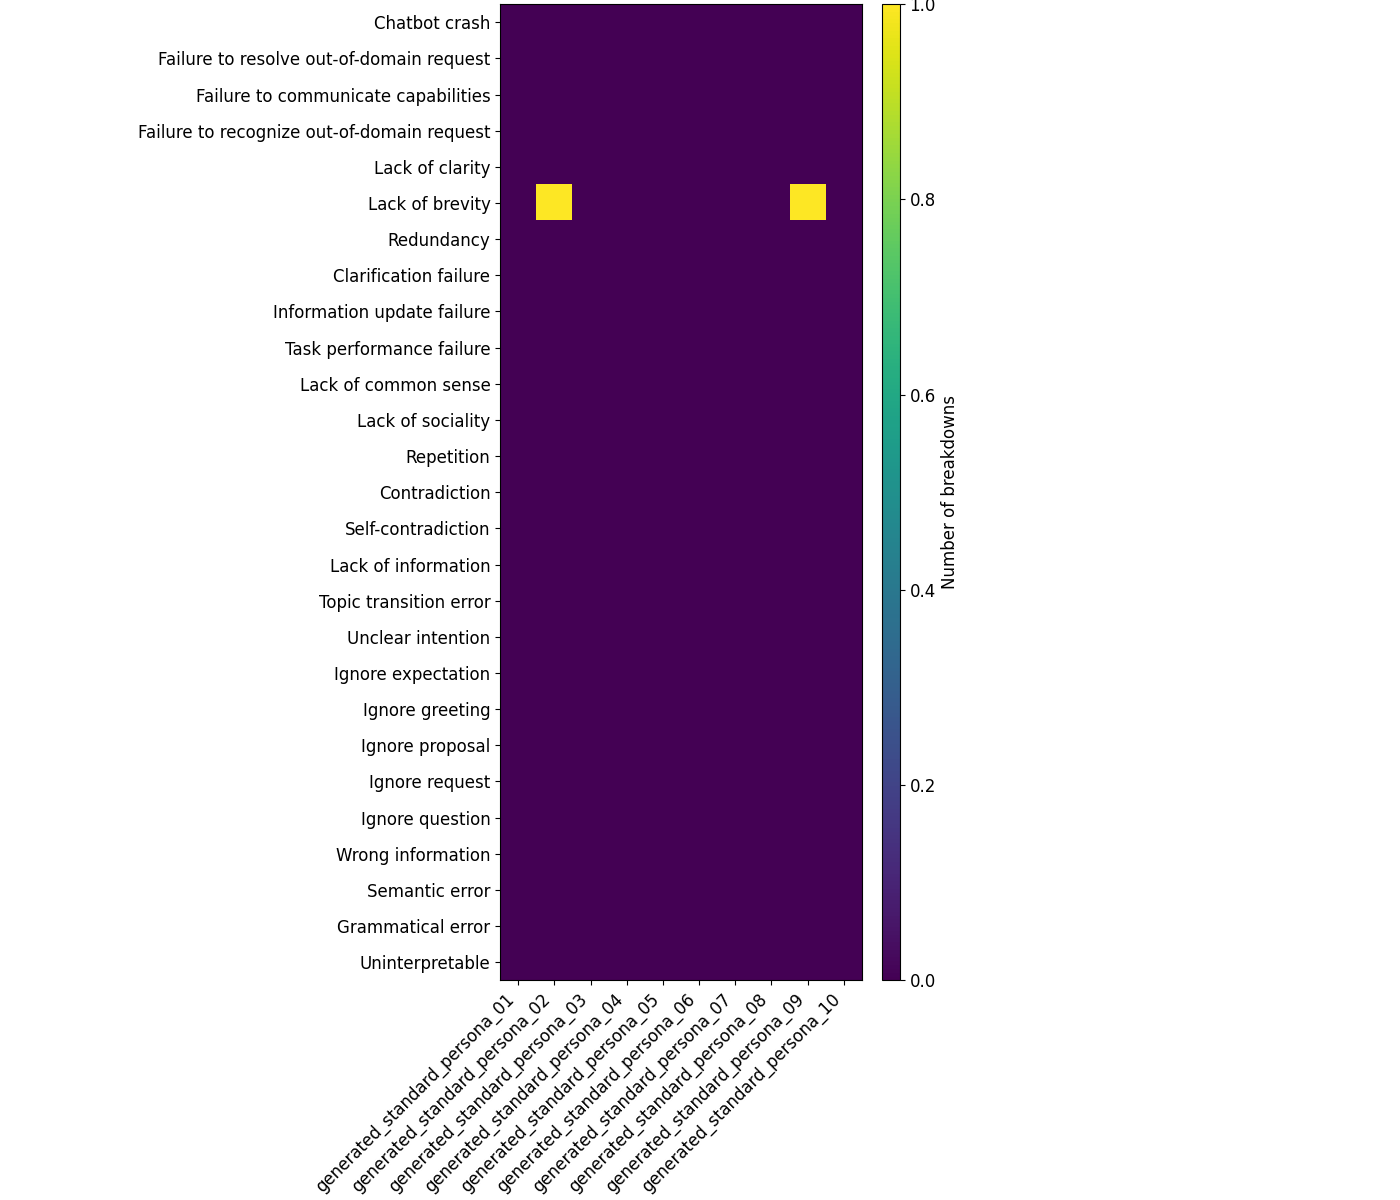 Chatbot crash
Failure to resolve out-of-domain request
Failure to communicate capabilities
Failure to recognize out-of-domain request
Lack of clarity
Lack of brevity
Redundancy
Clarification failure
Information update failure
Task performance failure
Lack of common sense
Lack of sociality
Repetition
Contradiction
Self-contradiction
Lack of information
Topic transition error
Unclear intention
Ignore expectation
Ignore greeting
Ignore proposal
Ignore request
Ignore question
Wrong information
Semantic error
Grammatical error
Uninterpretable
generated_standard_persona_01
generated_standard_persona_02
generated_standard_persona_03
generated_standard_persona_04
generated_standard_persona_05
generated_standard_persona_06
generated_standard_persona_07
generated_standard_persona_08
generated_standard_persona_09
generated_standard_persona_10
1.0
0.8
0.6
0.4
0.2
0.0
Number of breakdowns